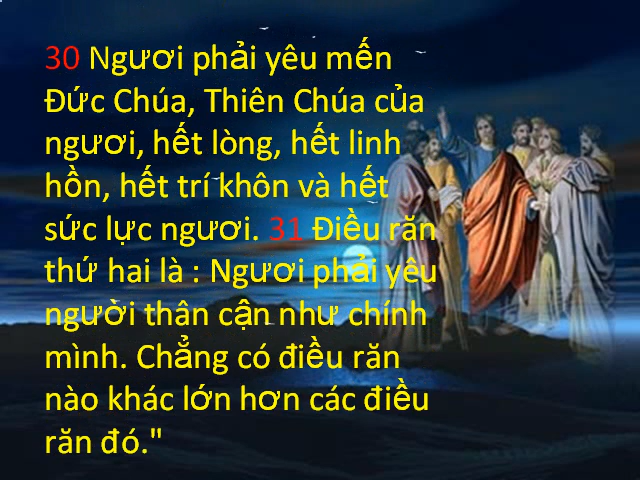 30 Ngươi phải yêu mến
Đức Chúa, Thiên Chúa của
ngươi, hết lòng, hết linh
hồn, hết trí khôn và hết
sức lực ngươi. 31 Điều răn
thứ hai là : Ngươi phải yêu
người thân cận như chính
mình. Chẳng có điều răn
nào khác lớn hơn các điều
răn đó."